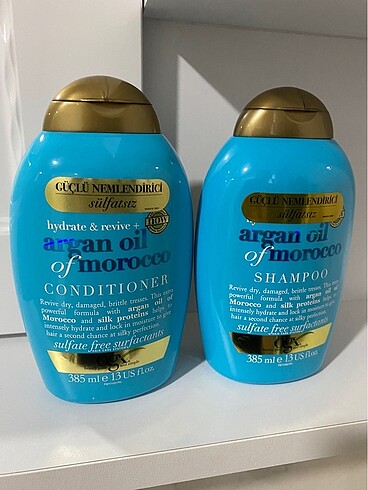 GÜÇLÜ NEMLENDİRİCİ
sülfatsız
hydrate & revive +
argan oil
of morocco
CONDITIONER
Revive dry, damaged, brittle tresses. This extra
powerful formula with argan oil of
Morocco and silk proteins helps to
intensely hydrate and lock in moisture to give
hair a second chance at silky perfection.
sulfate free surfactants
ogx
385 ml e 13 US fl.oz.
GÜÇLÜ NEMLENDİRİCİ
sülfatsız
argan oil
of morocco
SHAMPOO
Revive dry, damaged, brittle tresses. This
powerful formula with argan oil of
Morocco and silk proteins helps
intensely hydrate and lock in moisture to give
hair a second chance at silky perfection.
sulfate free surfactants
ogx
385 ml e 13 US fl.oz.